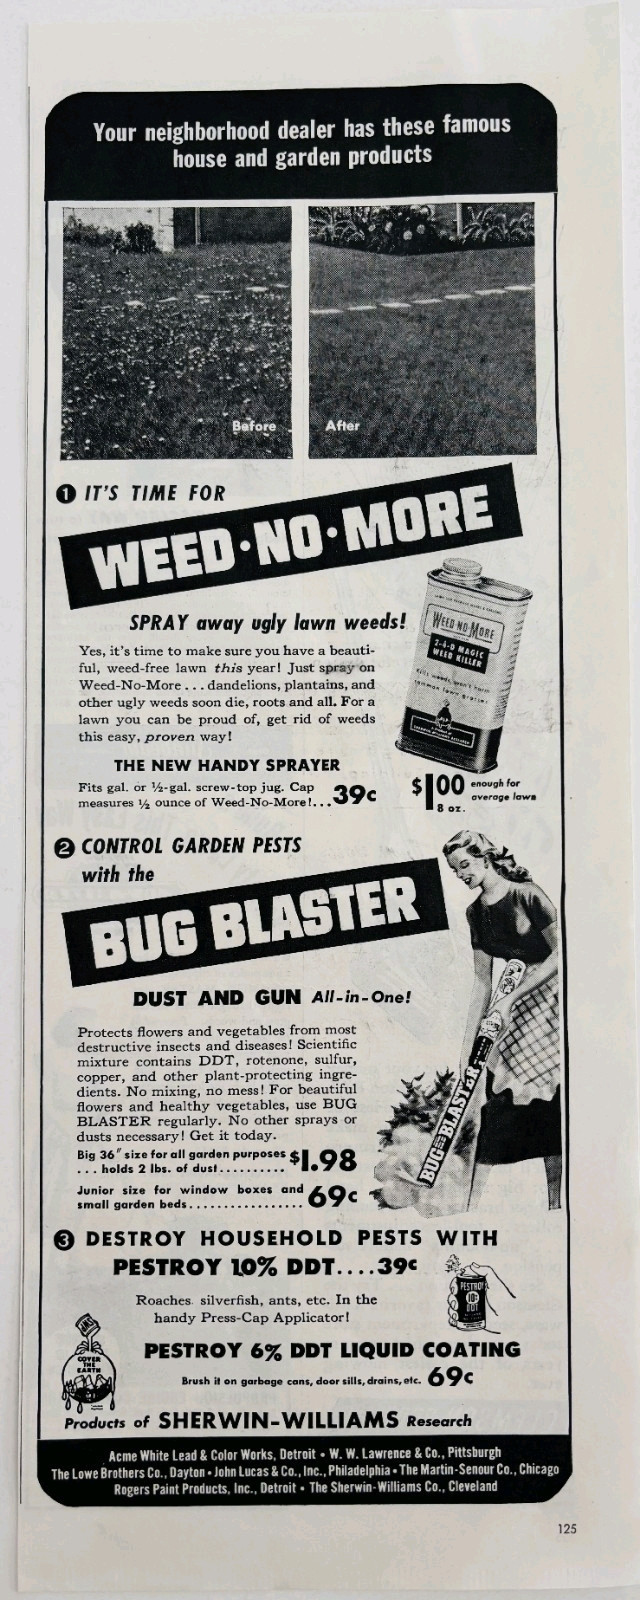 Your neighborhood dealer has these famous
house and garden products
Before
After
1 IT'S TIME FOR
WEED·NO·MORE
SPRAY away ugly lawn weeds!
Yes, it's time to make sure you have a beauti-
ful, weed-free lawn this year! Just spray on
Weed-No-More . . . dandelions, plantains, and
other ugly weeds soon die, roots and all. For a
lawn you can be proud of, get rid of weeds
this easy, proven way!
WEED·NO·MORE
2-4-D MAGIC
WEED KILLER
THE NEW HANDY SPRAYER
Fits gal. or ½-gal. screw-top jug. Cap
measures ½ ounce of Weed-No-More!...39c
$1.00 enough for
average lawn
8 oz.
2 CONTROL GARDEN PESTS
with the
BUG BLASTER
DUST AND GUN All-in-One!
Protects flowers and vegetables from most
destructive insects and diseases! Scientific
mixture contains DDT, rotenone, sulfur,
copper, and other plant-protecting ingre-
dients. No mixing, no mess! For beautiful
flowers and healthy vegetables, use BUG
BLASTER regularly. No other sprays or
dusts necessary! Get it today.
Big 36" size for all garden purposes
. . . holds 2 lbs. of dust.......... $1.98
Junior size for window boxes and
small garden beds.................. 69c
BUG BLASTER
3 DESTROY HOUSEHOLD PESTS WITH
PESTROY 10% DDT....39c
Roaches, silverfish, ants, etc. In the
handy Press-Cap Applicator!
PESTROY
10%
DDT
PESTROY 6% DDT LIQUID COATING
Brush it on garbage cans, door sills, drains, etc. 69c
SWP
COVER
THE
EARTH
Products of SHERWIN-WILLIAMS Research
Acme White Lead & Color Works, Detroit • W. W. Lawrence & Co., Pittsburgh
The Lowe Brothers Co., Dayton • John Lucas & Co., Inc., Philadelphia • The Martin-Senour Co., Chicago
Rogers Paint Products, Inc., Detroit • The Sherwin-Williams Co., Cleveland
125